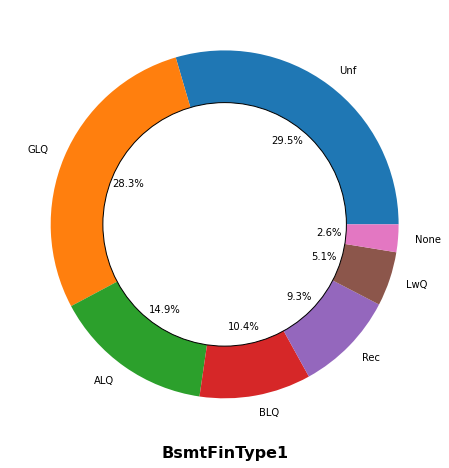 Unf
29.5%
GLQ
28.3%
2.6%
None
5.1%
LwQ
9.3%
14.9%
10.4%
Rec
ALQ
BLQ
BsmtFinType1